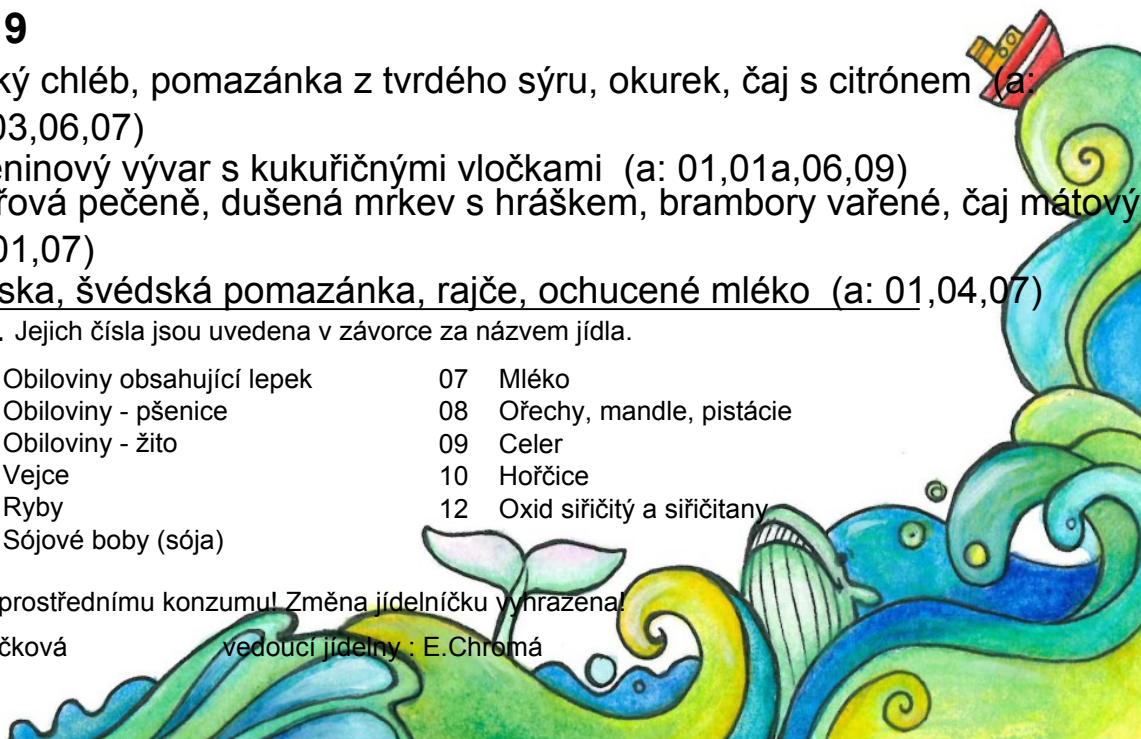 9
ký chléb, pomazánka z tvrdého sýru, okurek, čaj s citrónem (a:
03,06,07)
eninový vývar s kukuřičnými vločkami (a: 01,01a,06,09)
řová pečeně, dušená mrkev s hráškem, brambory vařené, čaj mátový
01,07)
ska, švédská pomazánka, rajče, ochucené mléko (a: 01,04,07)
. Jejich čísla jsou uvedena v závorce za názvem jídla.
Obiloviny obsahující lepek 07 Mléko
Obiloviny - pšenice 08 Ořechy, mandle, pistácie
Obiloviny - žito 09 Celer
Vejce 10 Hořčice
Ryby 12 Oxid siřičitý a siřičitany
Sójové boby (sója)
prostřednímu konzumu! Změna jídelníčku vyhrazena!
čková vedoucí jídelny : E.Chromá